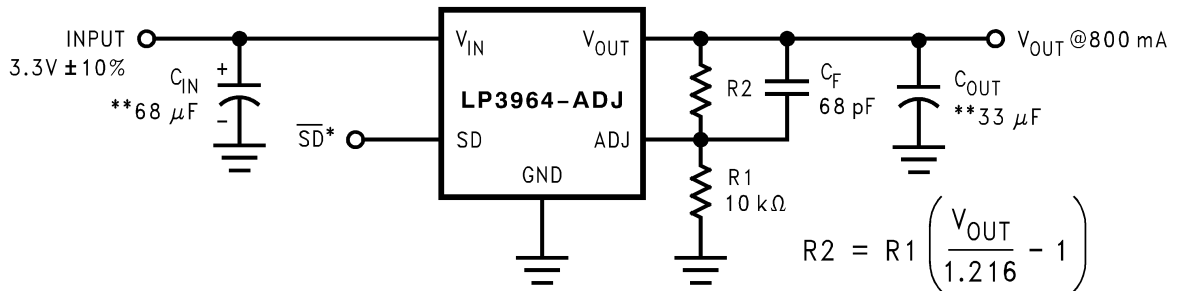 INPUT
3.3V ±10%
C_IN
**68 μF
+
−
SD*
V_IN
V_OUT
LP3964-ADJ
SD
ADJ
GND
R2
C_F
68 pF
R1
10 kΩ
C_OUT
**33 μF
V_OUT @800 mA
R2 = R1 ( V_OUT / 1.216 - 1 )